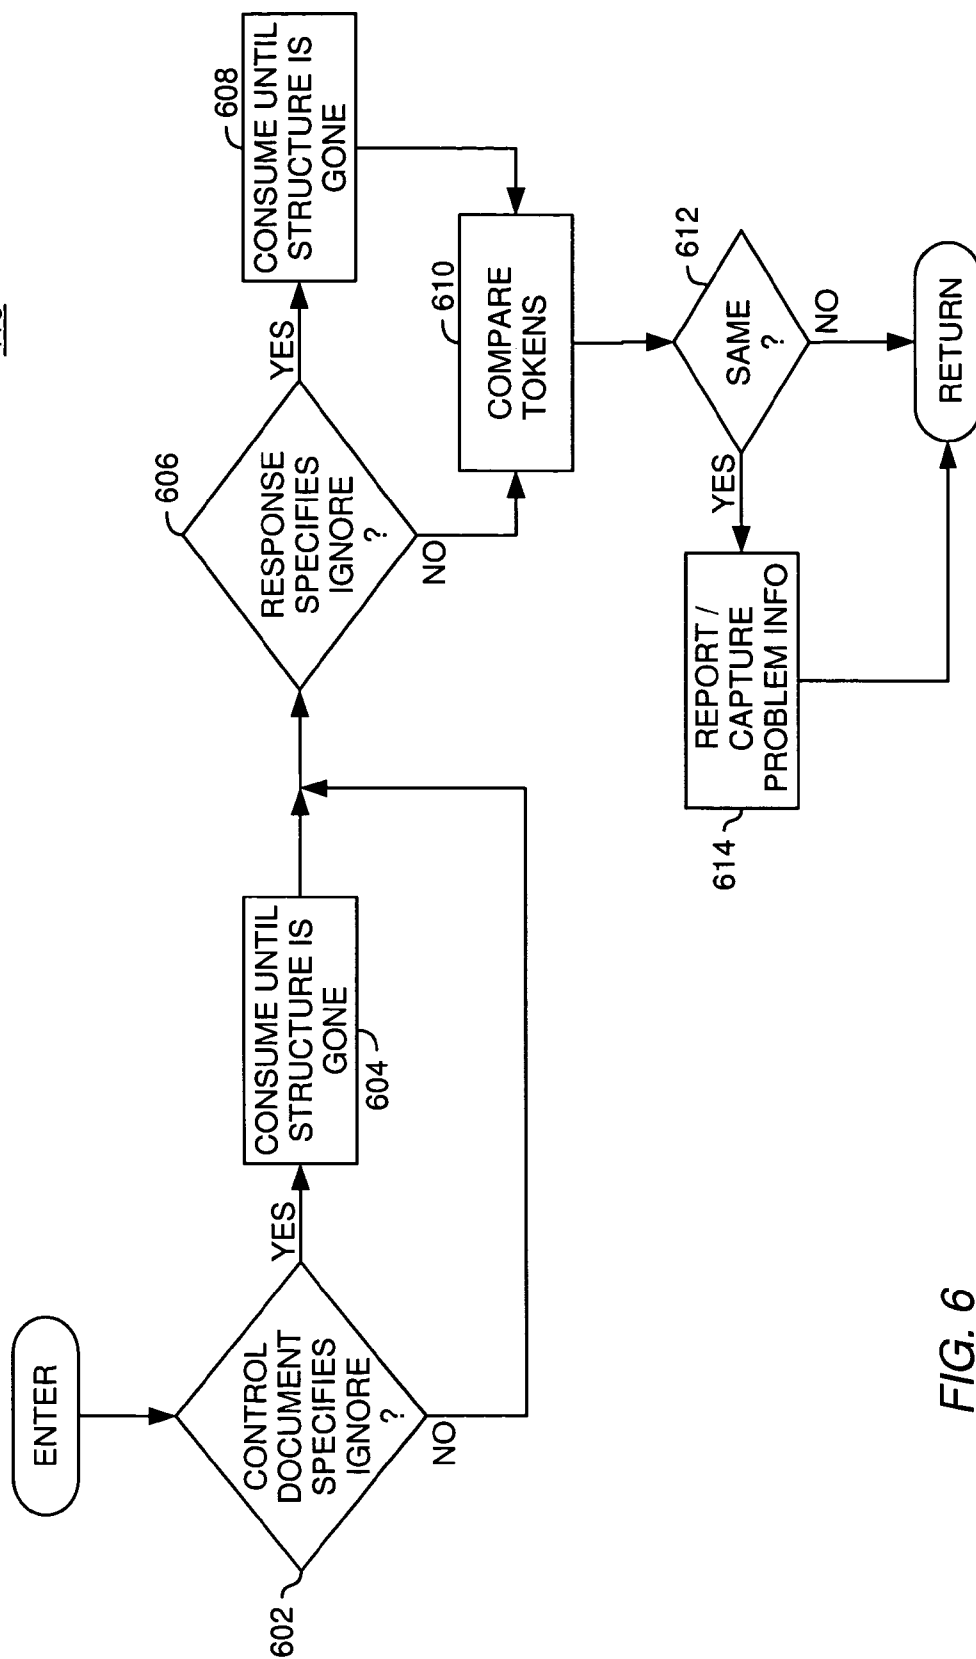 ENTER
602
CONTROL
DOCUMENT
SPECIFIES
IGNORE
?
YES
NO
CONSUME UNTIL
STRUCTURE IS
GONE
604
606
RESPONSE
SPECIFIES
IGNORE
?
YES
NO
608
CONSUME UNTIL
STRUCTURE IS
GONE
610
COMPARE
TOKENS
612
SAME
?
YES
NO
614
REPORT /
CAPTURE
PROBLEM INFO
RETURN
FIG. 6